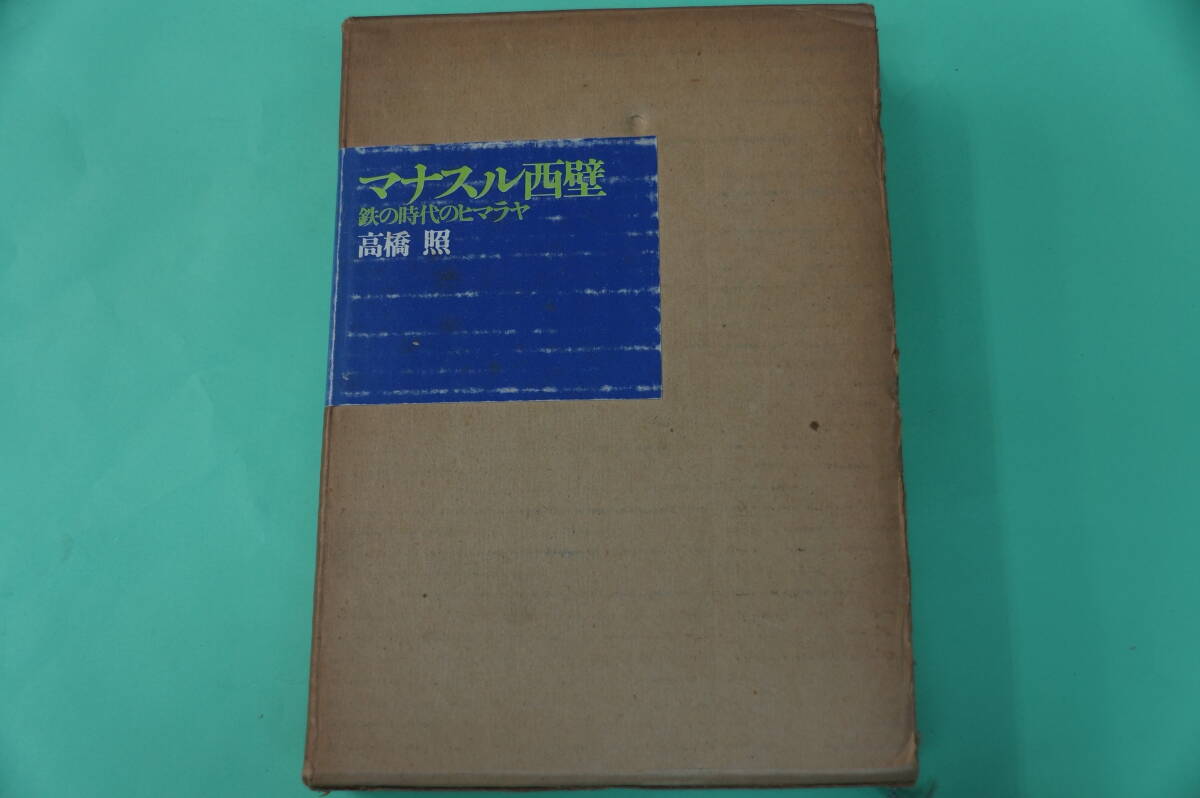 マナスル西壁
鉄の時代のヒマラヤ
高橋 照